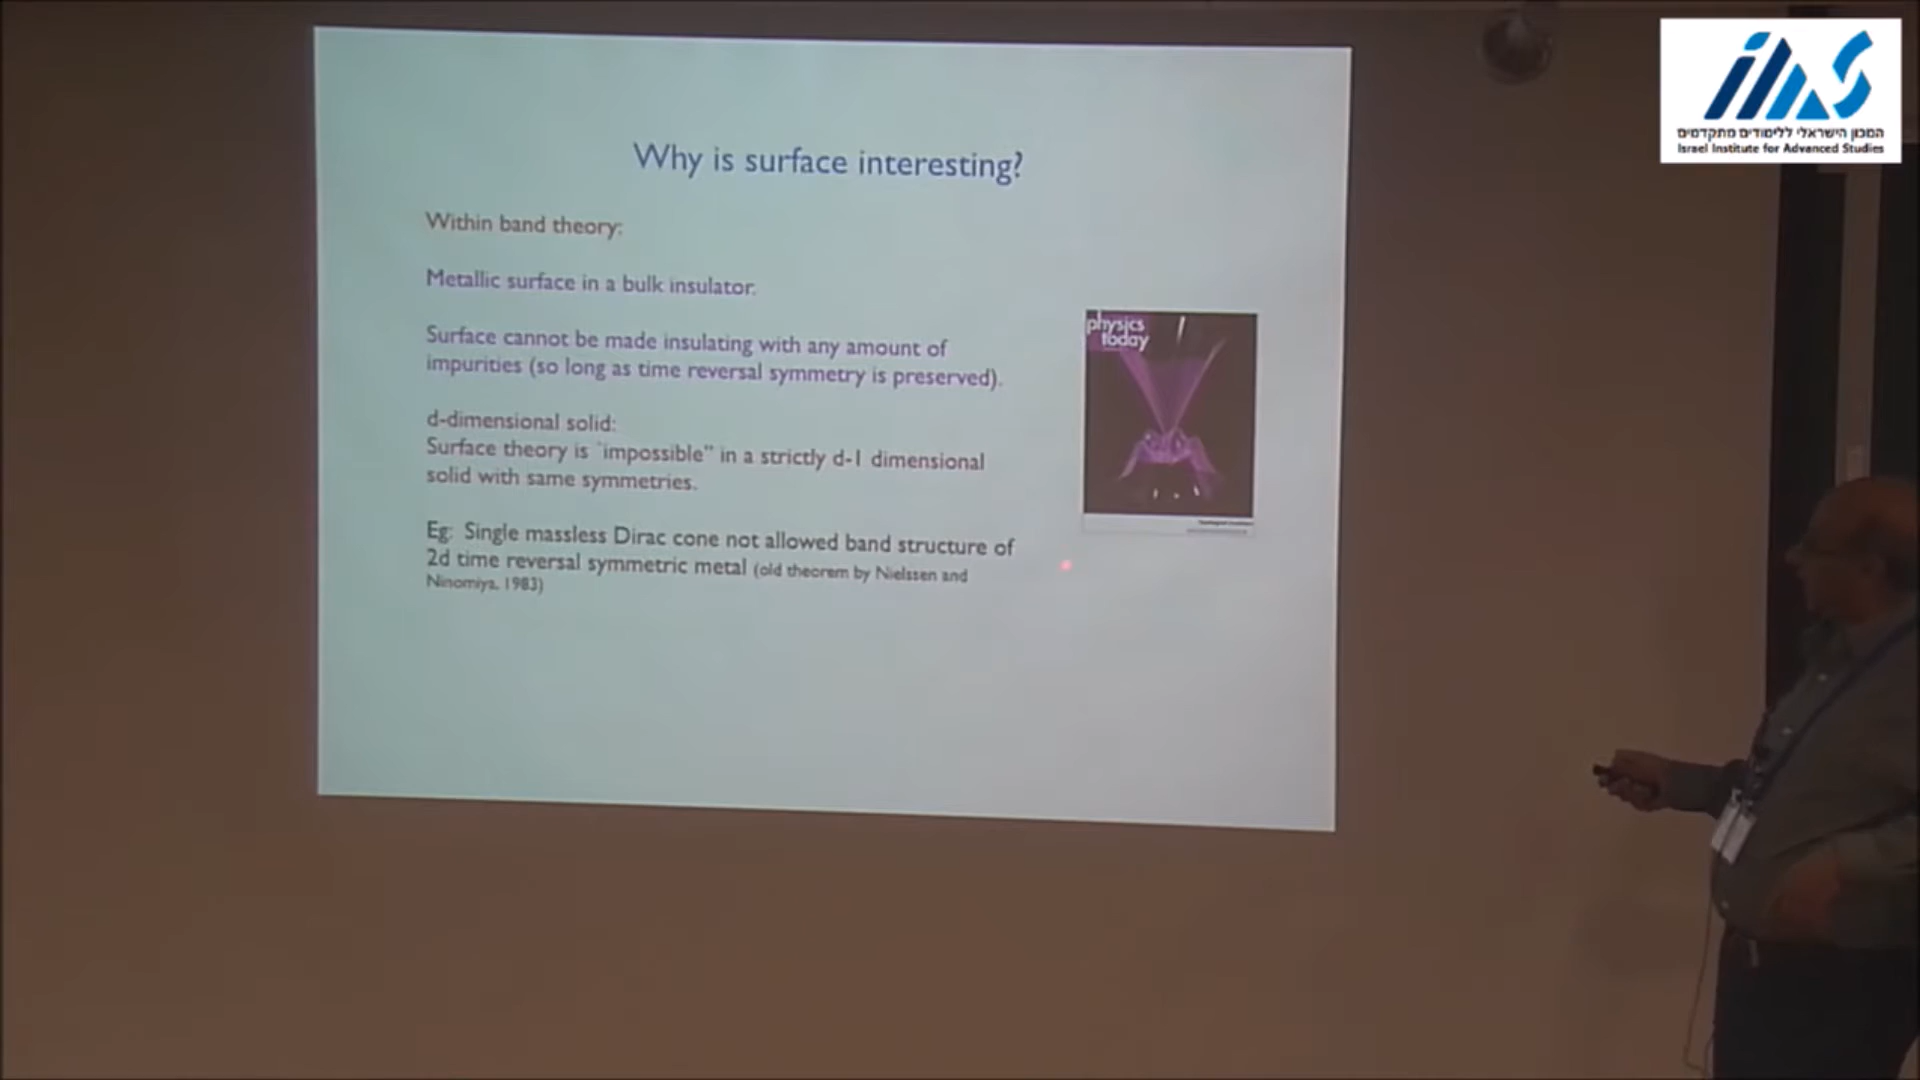 Why is surface interesting?
Within band theory:
Metallic surface in a bulk insulator.
Surface cannot be made insulating with any amount of
impurities (so long as time reversal symmetry is preserved).
d-dimensional solid:
Surface theory is "impossible" in a strictly d-1 dimensional
solid with same symmetries.
Eg: Single massless Dirac cone not allowed band structure of
2d time reversal symmetric metal (old theorem by Nielssen and
Ninomiya, 1983)
physics
today
iias
המכון הישראלי ללימודים מתקדמים
Israel Institute for Advanced Studies